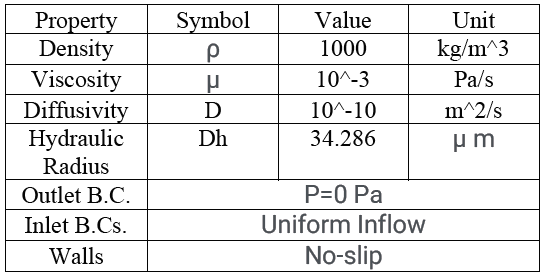 Property Symbol Value Unit
Density ρ 1000 kg/m^3
Viscosity μ 10^-3 Pa/s
Diffusivity D 10^-10 m^2/s
Hydraulic Radius Dh 34.286 μ m
Outlet B.C. P=0 Pa
Inlet B.Cs. Uniform Inflow
Walls No-slip